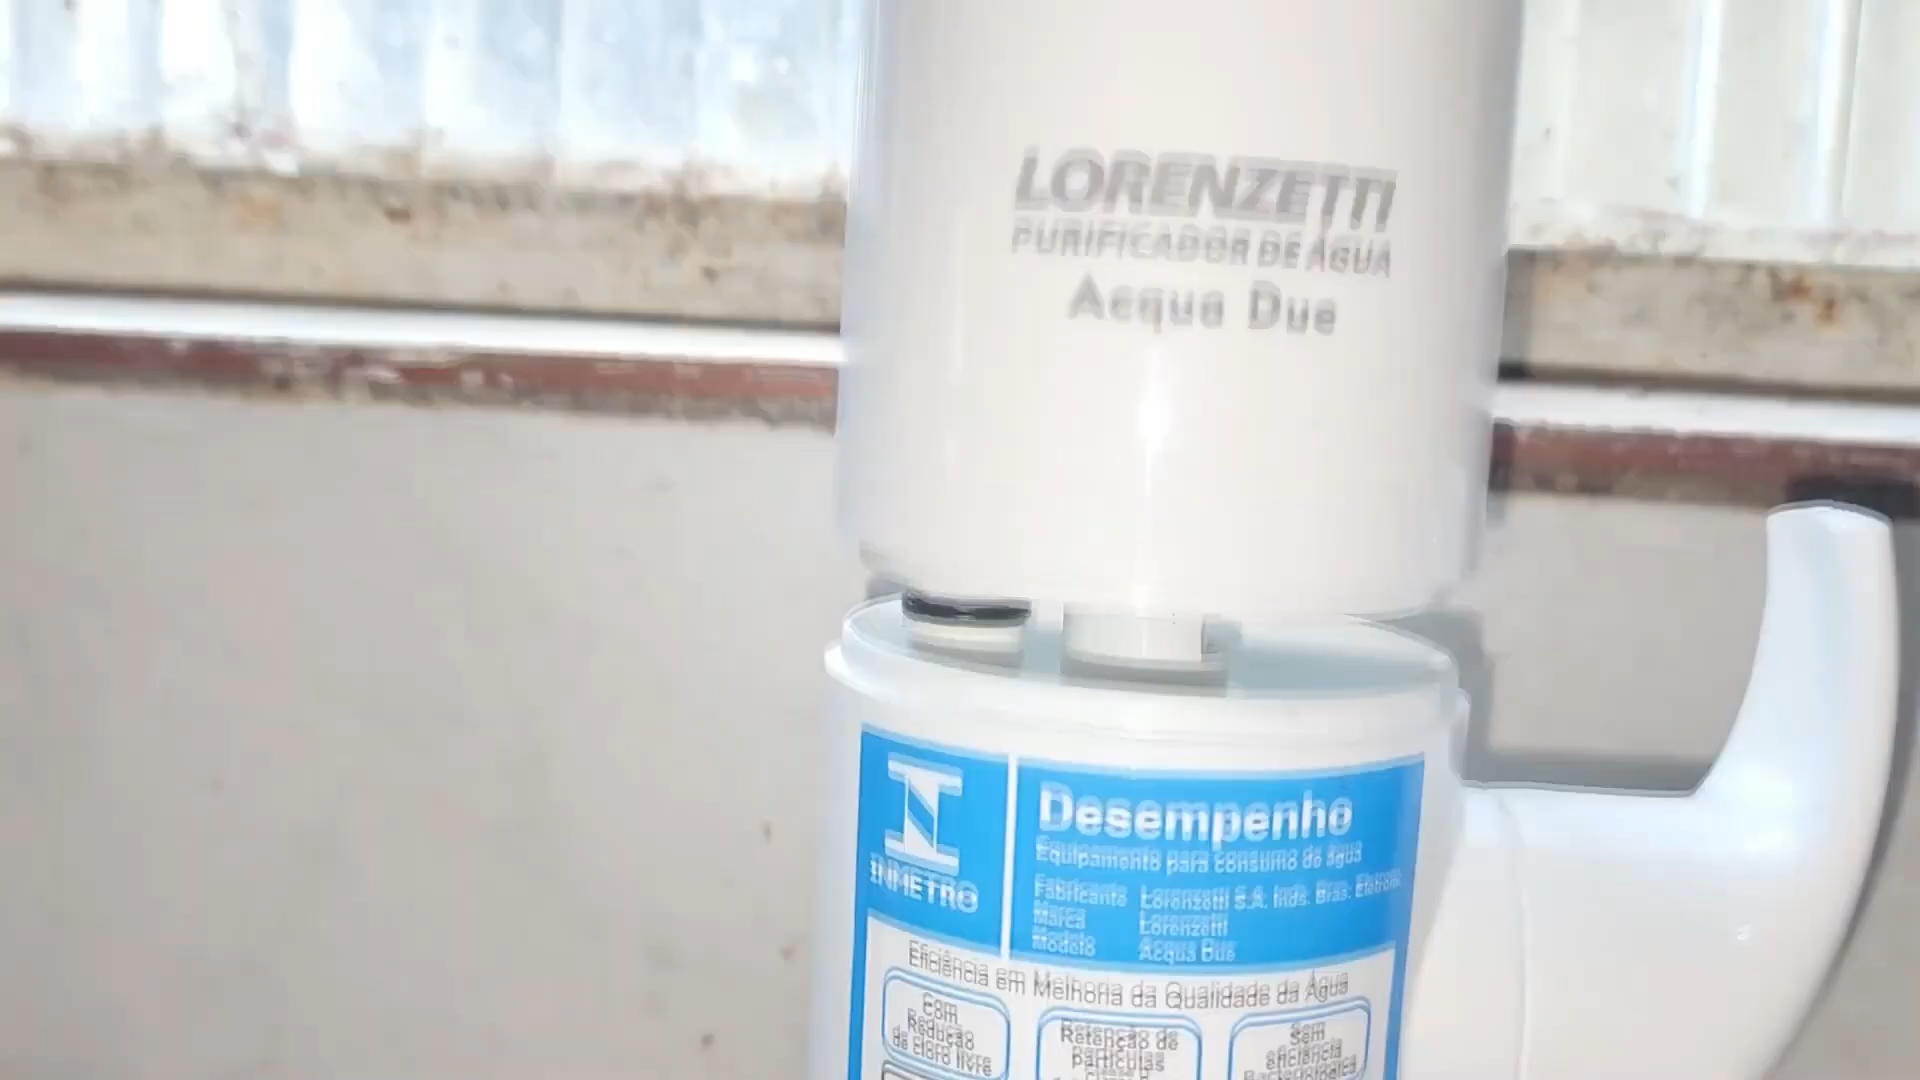 LORENZETTI
PURIFICADOR DE ÁGUA
Acqua Due
INMETRO
Desempenho
Equipamento para consumo de água
Fabricante Lorenzetti S.A. Inds. Bras. Eletrom
Marca Lorenzetti
Modelo Acqua Due
Eficiência em Melhoria da Qualidade da Água
Com Redução de cloro livre
Retenção de partículas
Sem eficiência